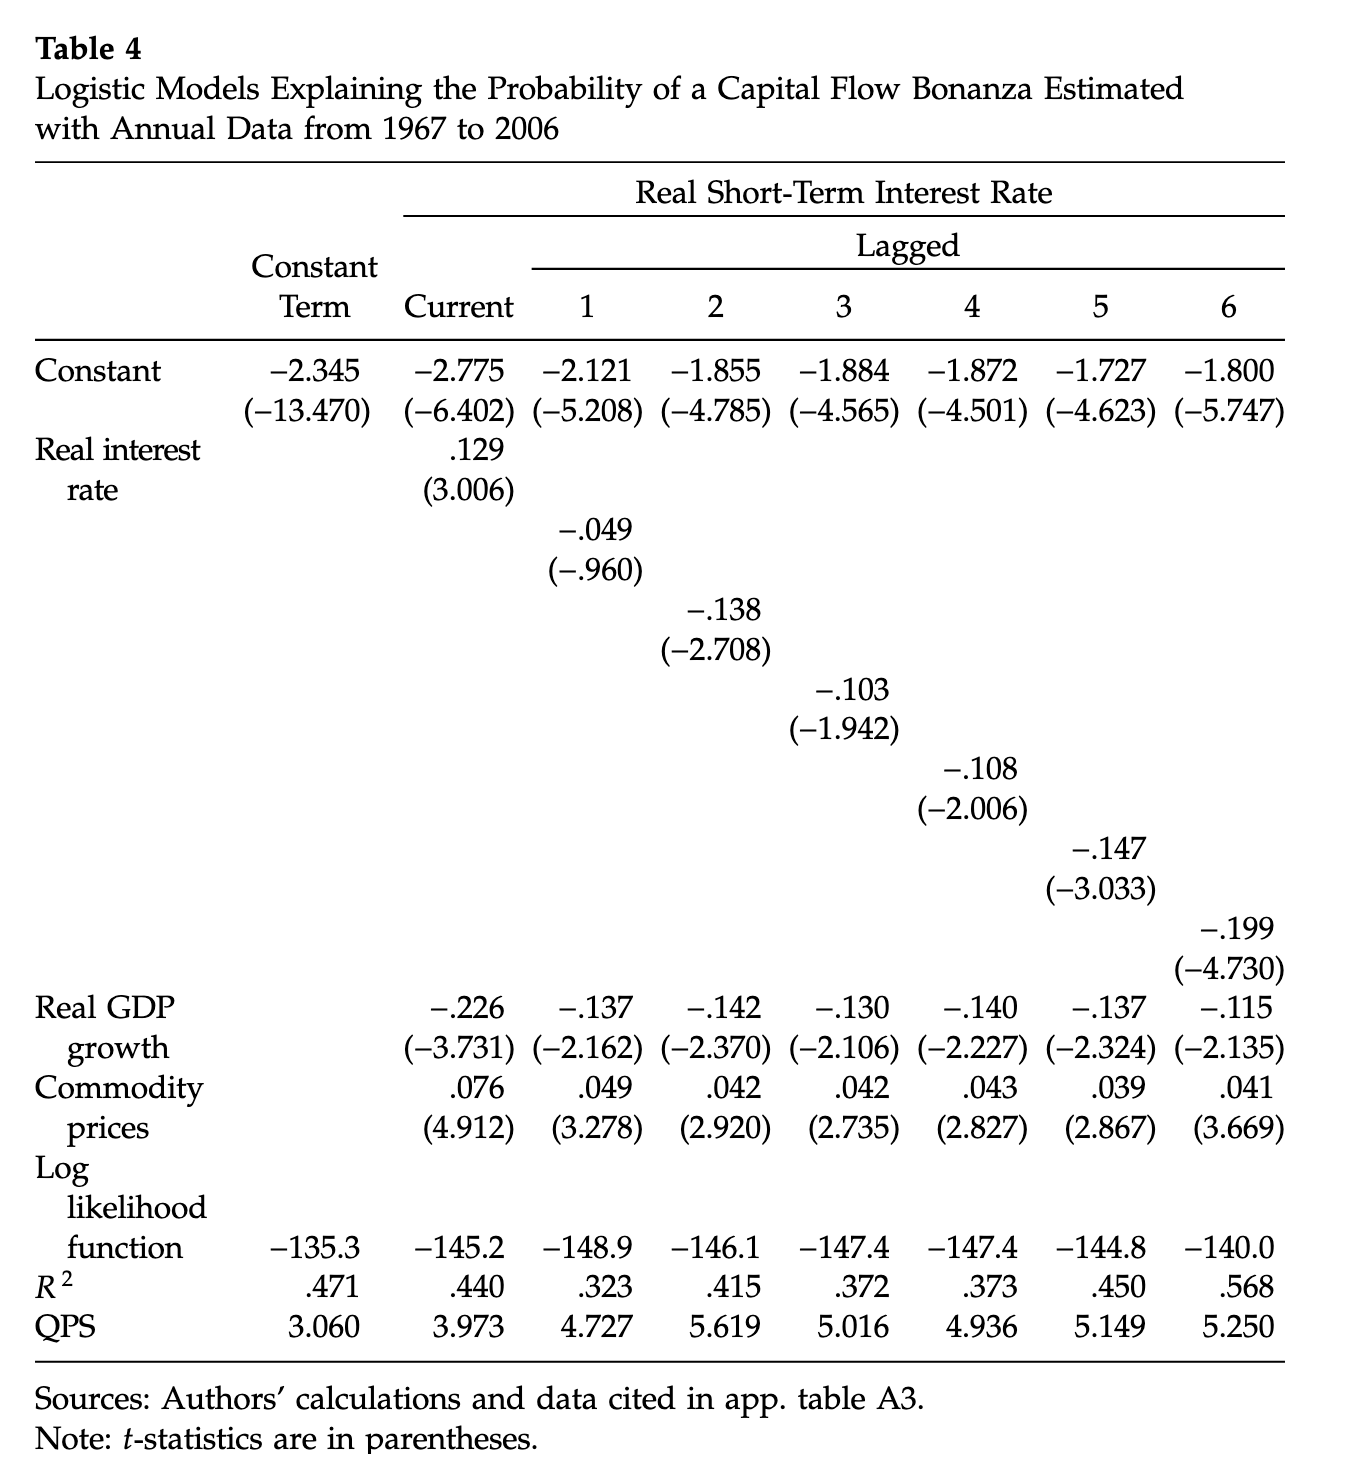 Table 4
Logistic Models Explaining the Probability of a Capital Flow Bonanza Estimated
with Annual Data from 1967 to 2006
Real Short-Term Interest Rate
Lagged
Constant
Term Current 1 2 3 4 5 6
Constant –2.345 –2.775 –2.121 –1.855 –1.884 –1.872 –1.727 –1.800
(–13.470) (–6.402) (–5.208) (–4.785) (–4.565) (–4.501) (–4.623) (–5.747)
Real interest .129
rate (3.006)
–.049
(–.960)
–.138
(–2.708)
–.103
(–1.942)
–.108
(–2.006)
–.147
(–3.033)
–.199
(–4.730)
Real GDP –.226 –.137 –.142 –.130 –.140 –.137 –.115
growth (–3.731) (–2.162) (–2.370) (–2.106) (–2.227) (–2.324) (–2.135)
Commodity .076 .049 .042 .042 .043 .039 .041
prices (4.912) (3.278) (2.920) (2.735) (2.827) (2.867) (3.669)
Log
likelihood
function –135.3 –145.2 –148.9 –146.1 –147.4 –147.4 –144.8 –140.0
R² .471 .440 .323 .415 .372 .373 .450 .568
QPS 3.060 3.973 4.727 5.619 5.016 4.936 5.149 5.250
Sources: Authors’ calculations and data cited in app. table A3.
Note: t-statistics are in parentheses.